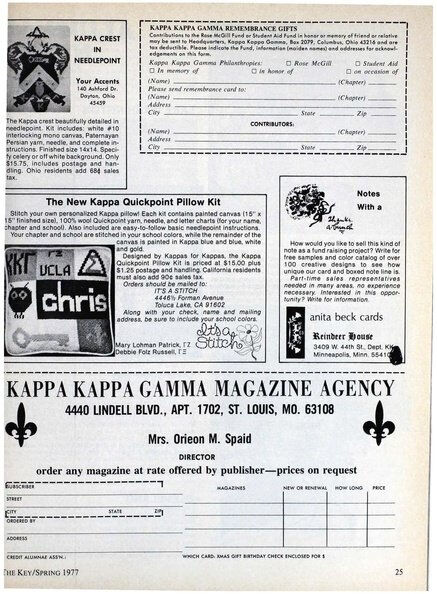 KAPPA CREST
IN
NEEDLEPOINT
Your Accents
140 Ashford Dr.
Dayton, Ohio
45459
The Kappa crest beautifully detailed in
needlepoint. Kit includes: white #10
interlocking mono canvas, Paternayan
Persian yarn, needle, and complete in-
structions. Finished size 14x14. Speci-
fy celery or off white background. Only
$15.75, includes postage and han-
dling. Ohio residents add 68¢ sales
tax.
KAPPA KAPPA GAMMA REMEMBRANCE GIFTS
Contributions to the Rose McGill Fund or Student Aid Fund in honor or memory of friend or relative
may be sent to Headquarters, Kappa Kappa Gamma, Box 2079, Columbus, Ohio 43216 and are
tax deductible. Please indicate the Fund, information (maiden names) and addresses for acknowl-
edgements on this form.
Kappa Kappa Gamma Philanthropies: □ Rose McGill □ Student Aid
□ In memory of □ in honor of □ on occasion of
(Name) (Chapter)
Please send remembrance card to:
(Name) (Chapter)
Address
City State Zip
CONTRIBUTORS:
(Name) (Chapter)
Address
City State Zip
The New Kappa Quickpoint Pillow Kit
Stitch your own personalized Kappa pillow! Each kit contains painted canvas (15" x
15" finished size), 100% wool Quickpoint yarn, needle, and letter charts (for your name,
chapter and school). Also included are easy-to-follow basic needlepoint instructions.
Your chapter and school are stitched in your school colors, while the remainder of the
canvas is painted in Kappa blue and blue, white
and gold.
Designed by Kappas for Kappas, the Kappa
Quickpoint Pillow Kit is priced at $15.00 plus
$1.25 postage and handling. California residents
must also add 90¢ sales tax.
Orders should be mailed to:
IT'S A STITCH
4446½ Forman Avenue
Toluca Lake, CA 91602
Along with your check, name and mailing
address, be sure to include your school colors.
Mary Lohman Patrick, ΓΞ
Debbie Folz Russell, ΓΞ
It's a
Stitch
KKΓ
UCLA
chris
Notes
With a
Thanks
a bunch
How would you like to sell this kind of
note as a fund raising project? Write for
free samples and color catalog of over
100 creative designs to see how
unique our card and boxed note line is.
Part-time sales representatives
needed in many areas, no experience
necessary. Interested in this oppor-
tunity? Write for information.
anita beck cards
Reindeer House
3409 W. 44th St., Dept. KK
Minneapolis, Minn. 55410
KAPPA KAPPA GAMMA MAGAZINE AGENCY
4440 LINDELL BLVD., APT. 1702, ST. LOUIS, MO. 63108
Mrs. Orieon M. Spaid
DIRECTOR
order any magazine at rate offered by publisher—prices on request
SUBSCRIBER
STREET
CITY STATE ZIP
ORDERED BY
ADDRESS
CREDIT ALUMNAE ASS'N.:
MAGAZINES NEW OR RENEWAL HOW LONG PRICE
WHICH CARD: XMAS GIFT BIRTHDAY CHECK ENCLOSED FOR $
THE KEY/SPRING 1977
25